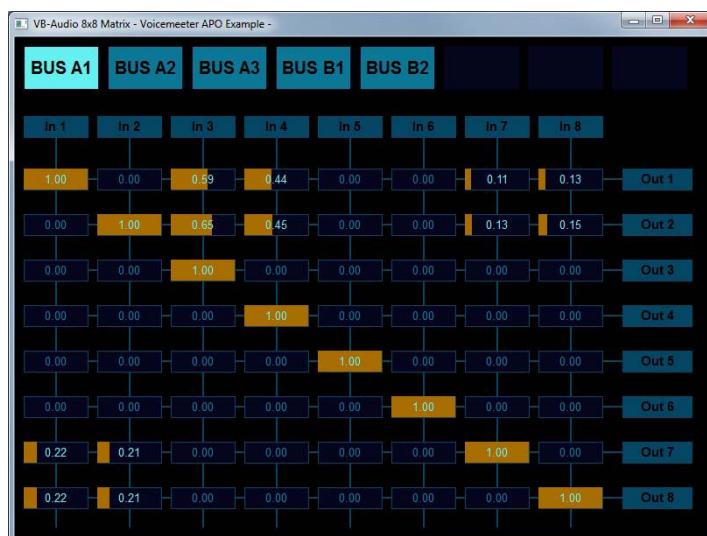 VB-Audio 8x8 Matrix - Voicemeeter APO Example -
BUS A1 BUS A2 BUS A3 BUS B1 BUS B2
In 1 In 2 In 3 In 4 In 5 In 6 In 7 In 8
1.00 0.00 0.59 0.44 0.00 0.00 0.11 0.13 Out 1
0.00 1.00 0.65 0.45 0.00 0.00 0.13 0.15 Out 2
0.00 0.00 1.00 0.00 0.00 0.00 0.00 0.00 Out 3
0.00 0.00 0.00 1.00 0.00 0.00 0.00 0.00 Out 4
0.00 0.00 0.00 0.00 1.00 0.00 0.00 0.00 Out 5
0.00 0.00 0.00 0.00 0.00 1.00 0.00 0.00 Out 6
0.22 0.21 0.00 0.00 0.00 0.00 1.00 0.00 Out 7
0.22 0.21 0.00 0.00 0.00 0.00 0.00 1.00 Out 8